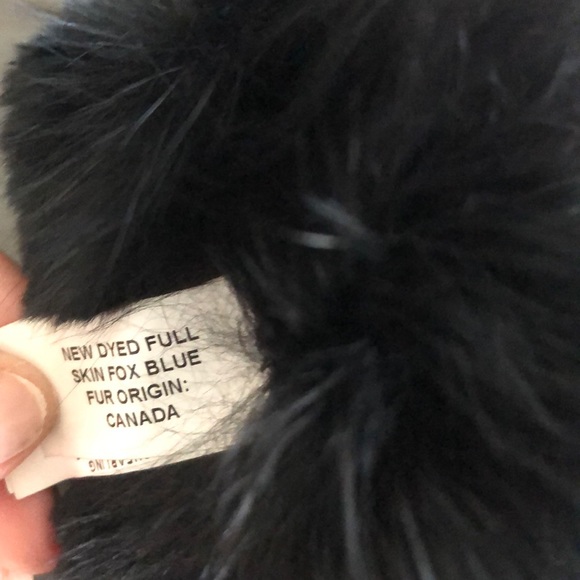 NEW DYED FULL
SKIN FOX BLUE
FUR ORIGIN:
CANADA